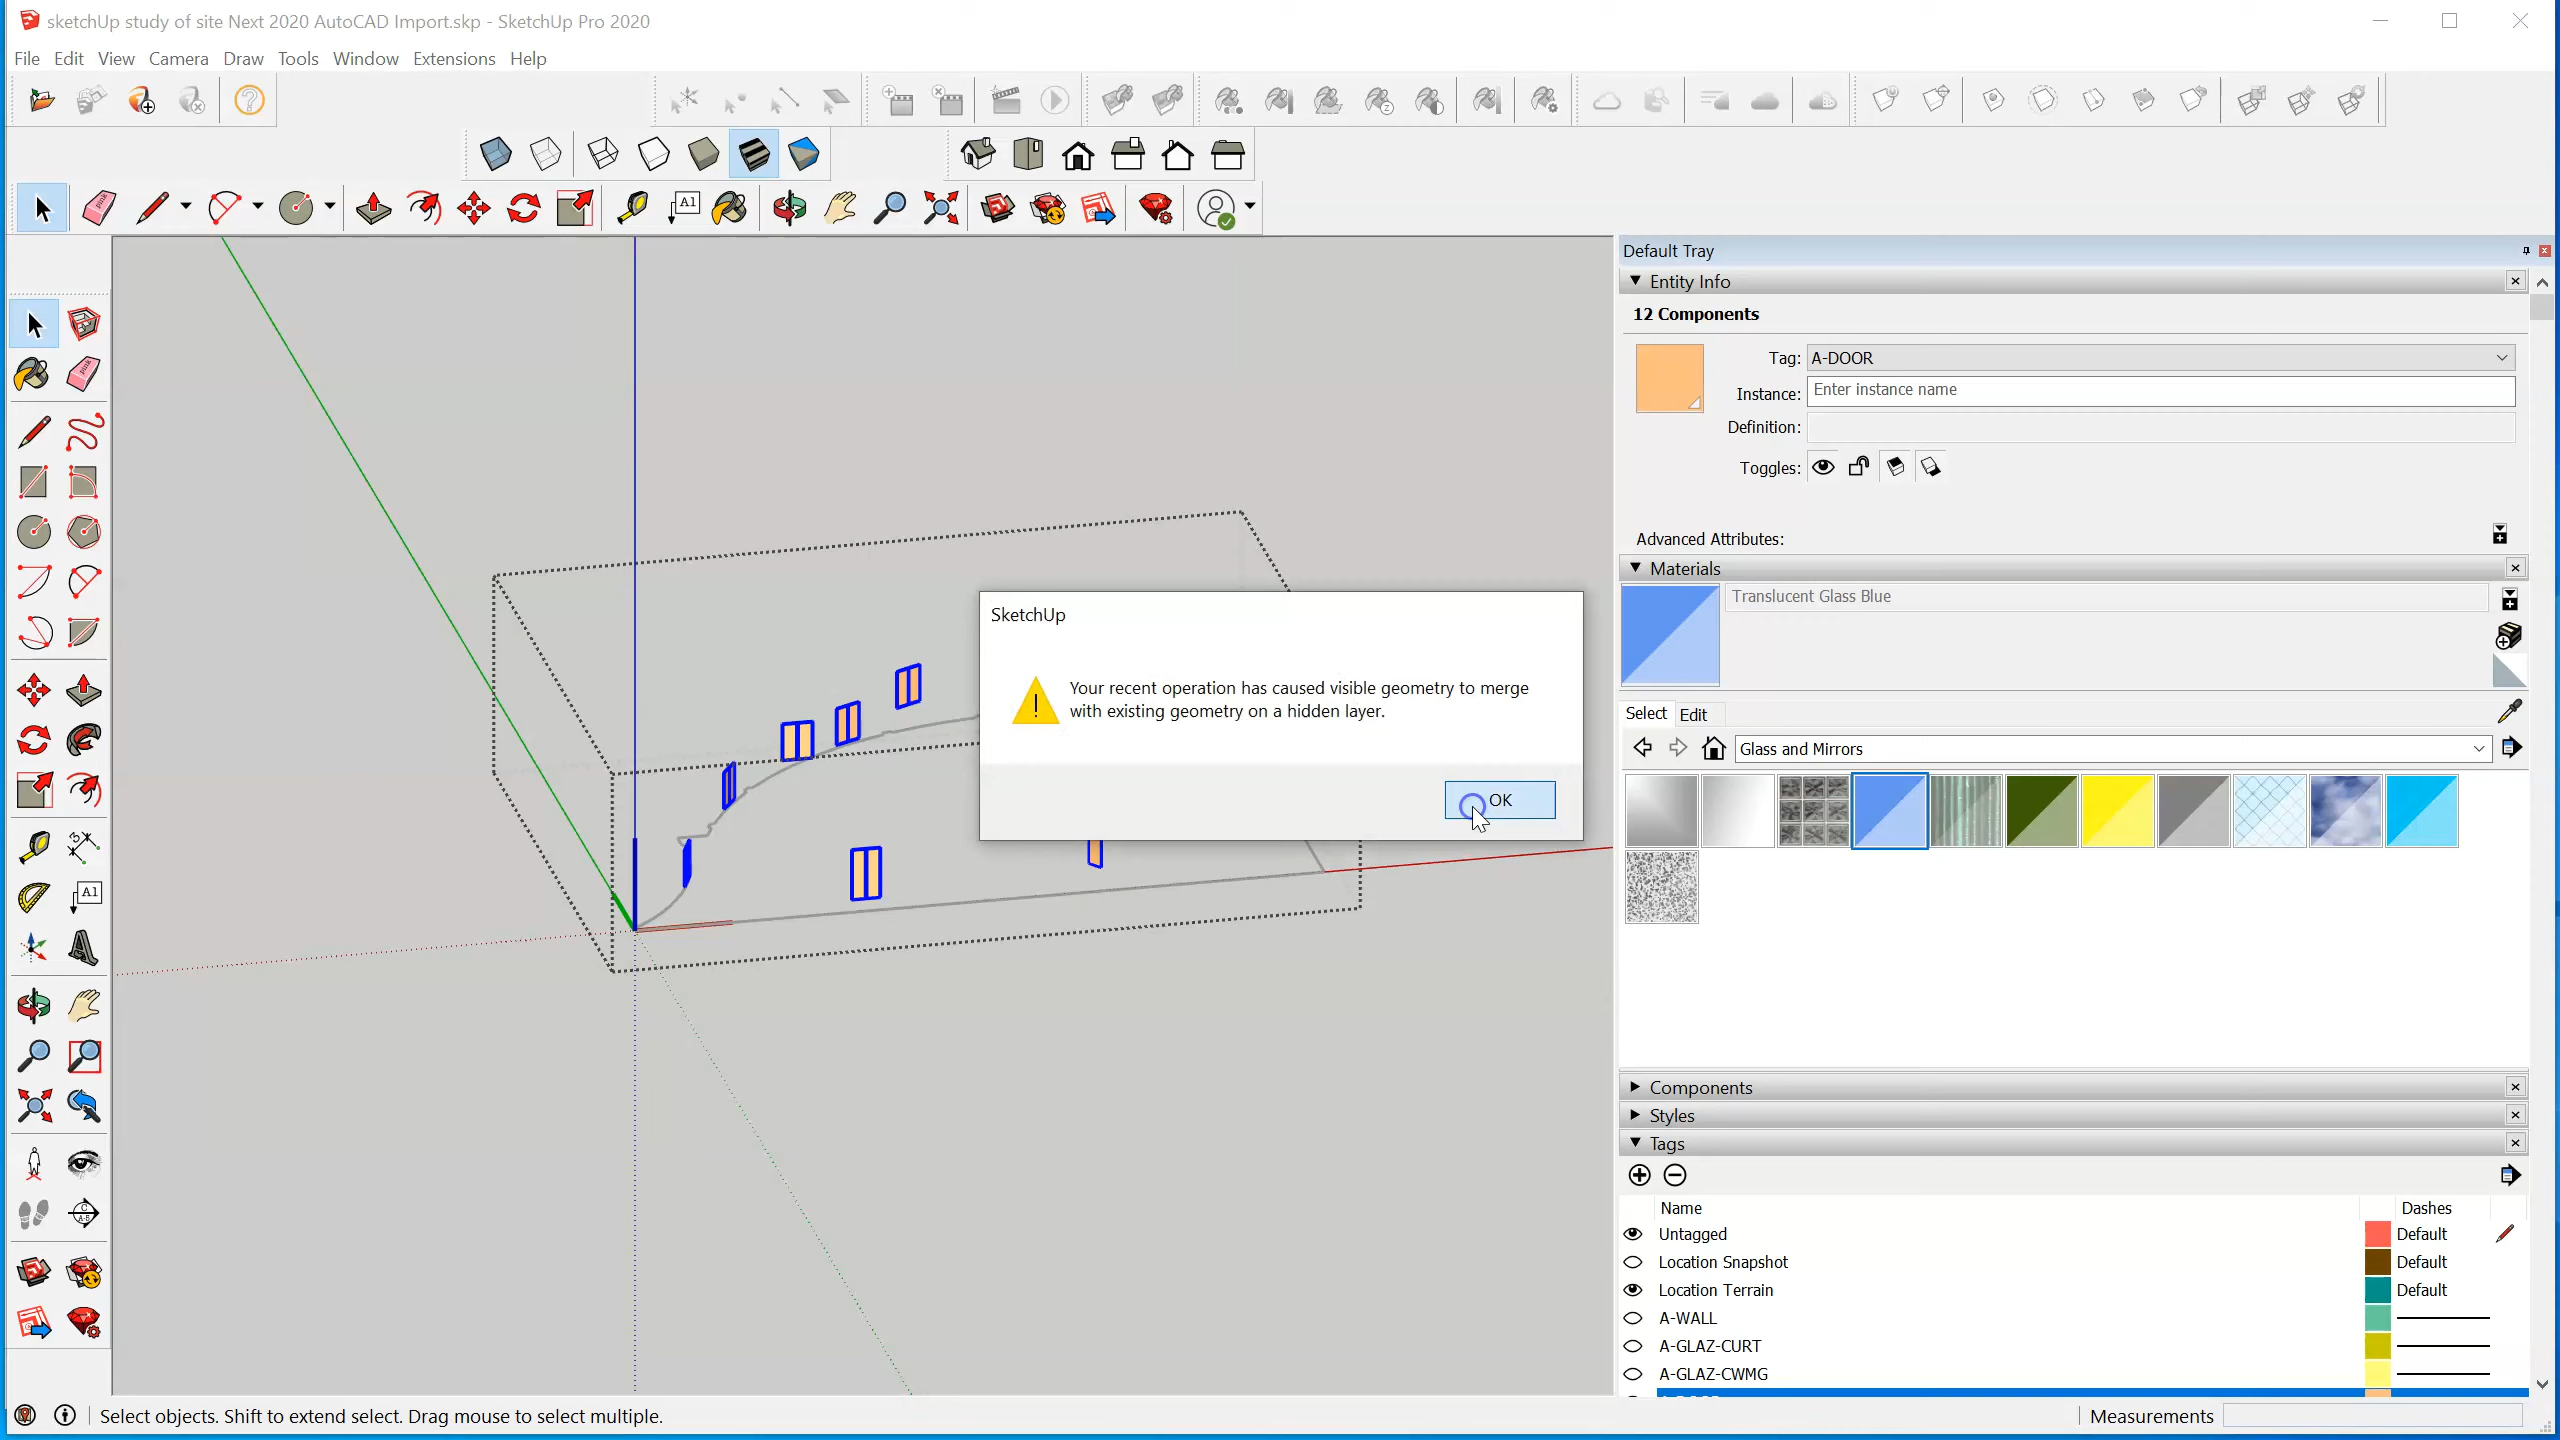 sketchUp study of site Next 2020 AutoCAD Import.skp - SketchUp Pro 2020
File Edit View Camera Draw Tools Window Extensions Help
Default Tray
Entity Info
12 Components
Tag: A-DOOR
Instance: Enter instance name
Definition:
Toggles:
Advanced Attributes:
Materials
Translucent Glass Blue
Select Edit
Glass and Mirrors
SketchUp
Your recent operation has caused visible geometry to merge
with existing geometry on a hidden layer.
OK
Components
Styles
Tags
Name Dashes
Untagged Default
Location Snapshot Default
Location Terrain Default
A-WALL
A-GLAZ-CURT
A-GLAZ-CWMG
Select objects. Shift to extend select. Drag mouse to select multiple.
Measurements